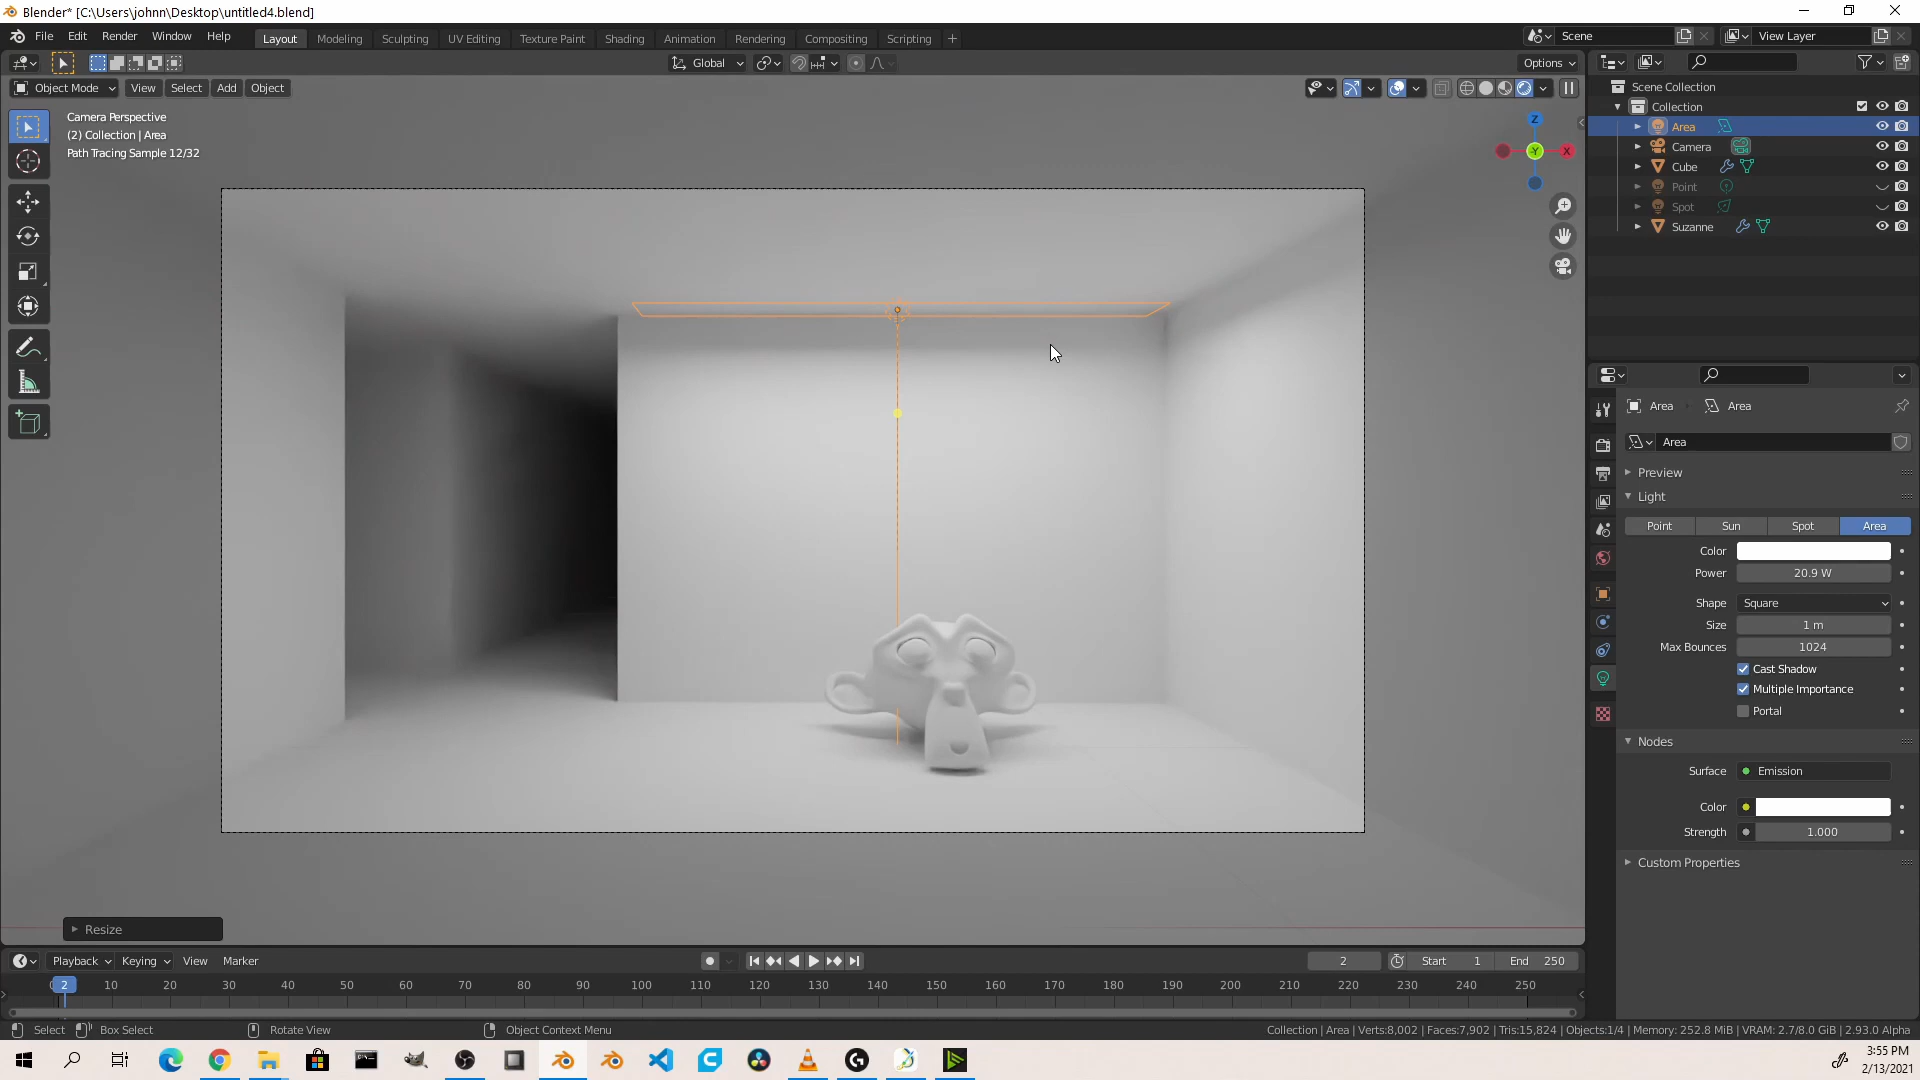 Blender* [C:\Users\johnn\Desktop\untitled4.blend]
File Edit Render Window Help
Layout Modeling Sculpting UV Editing Texture Paint Shading Animation Rendering Compositing Scripting +
Scene
View Layer
Global
Options
Object Mode View Select Add Object
Camera Perspective
(2) Collection | Area
Path Tracing Sample 12/32
Z
X
Y
Scene Collection
Collection
Area
Camera
Cube
Point
Spot
Suzanne
Area Area
Area
Preview
Light
Point Sun Spot Area
Color
Power 20.9 W
Shape Square
Size 1 m
Max Bounces 1024
Cast Shadow
Multiple Importance
Portal
Nodes
Surface Emission
Color
Strength 1.000
Custom Properties
Resize
Playback Keying View Marker
2 Start 1 End 250
2 10 20 30 40 50 60 70 80 90 100 110 120 130 140 150 160 170 180 190 200 210 220 230 240 250
Select Box Select Rotate View Object Context Menu
Collection | Area | Verts:8,002 | Faces:7,902 | Tris:15,824 | Objects:1/4 | Memory: 252.8 MiB | VRAM: 2.7/8.0 GiB | 2.93.0 Alpha
3:55 PM
2/13/2021